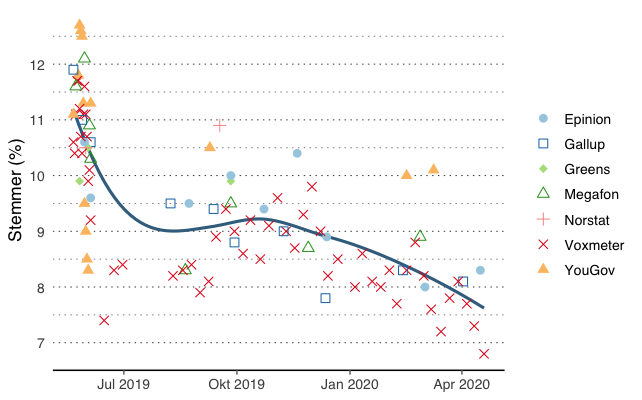 Stemmer (%)
12
11
10
9
8
7
Jul 2019
Okt 2019
Jan 2020
Apr 2020
Epinion
Gallup
Greens
Megafon
Norstat
Voxmeter
YouGov